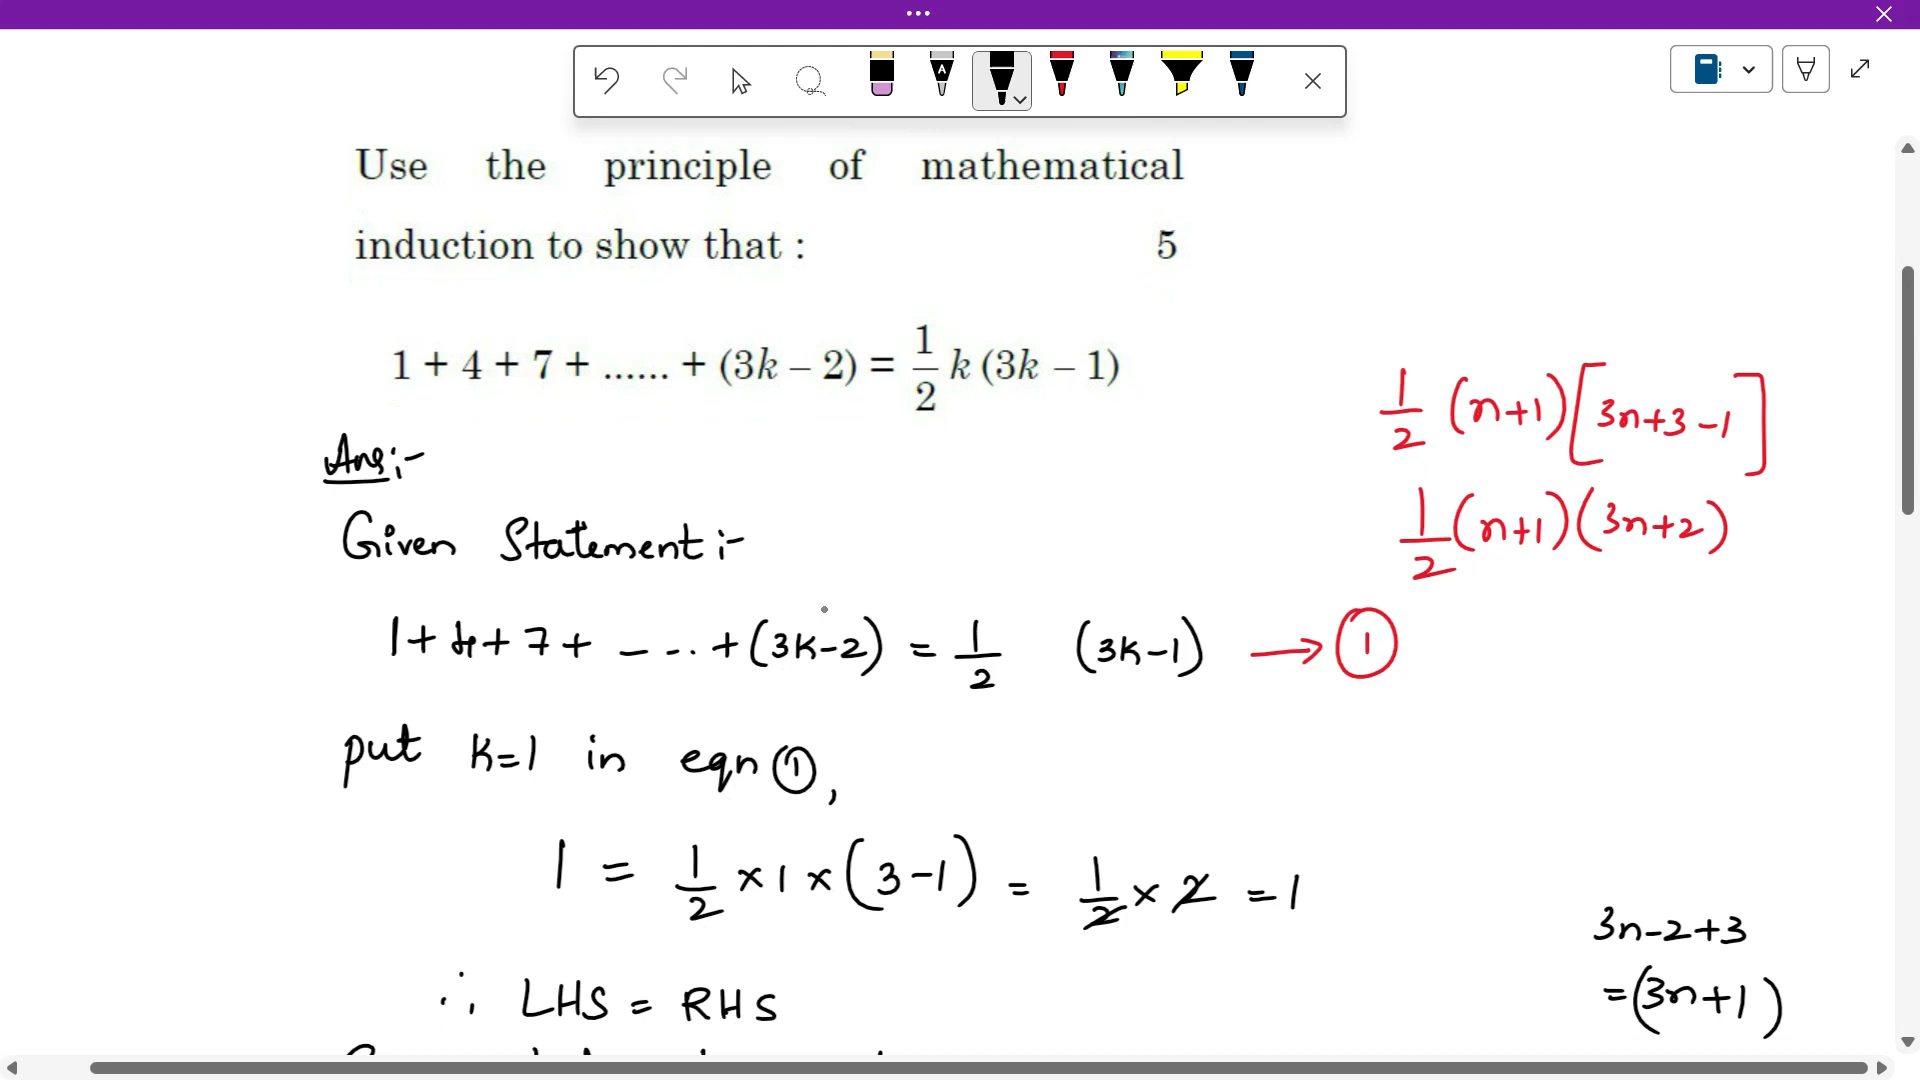 Use the principle of mathematical
induction to show that : 5
1 + 4 + 7 + ...... + (3k – 2) = 1/2 k (3k – 1)
1/2 (n+1)[3n+3-1]
Ans:-
1/2 (n+1)(3n+2)
Given Statement:-
1+4+7+ ---- +(3k-2) = 1/2 (3k-1) → ①
put k=1 in eqn ①,
1 = 1/2 × 1 × (3-1) = 1/2 × 2 = 1
3n-2+3
= (3n+1)
∴ LHS = RHS